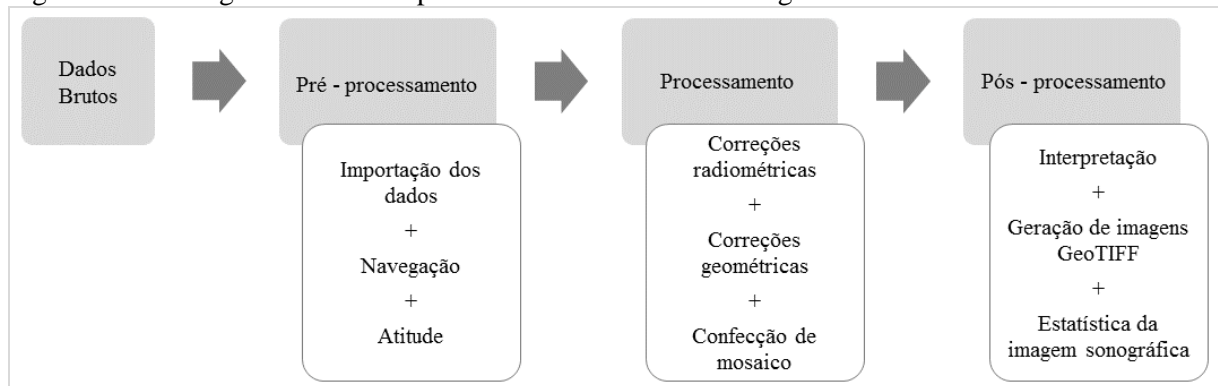 Dados
Brutos
Pré - processamento
Importação dos
dados
+
Navegação
+
Atitude
Processamento
Correções
radiométricas
+
Correções
geométricas
+
Confecção de
mosaico
Pós - processamento
Interpretação
+
Geração de imagens
GeoTIFF
+
Estatística da
imagem sonográfica